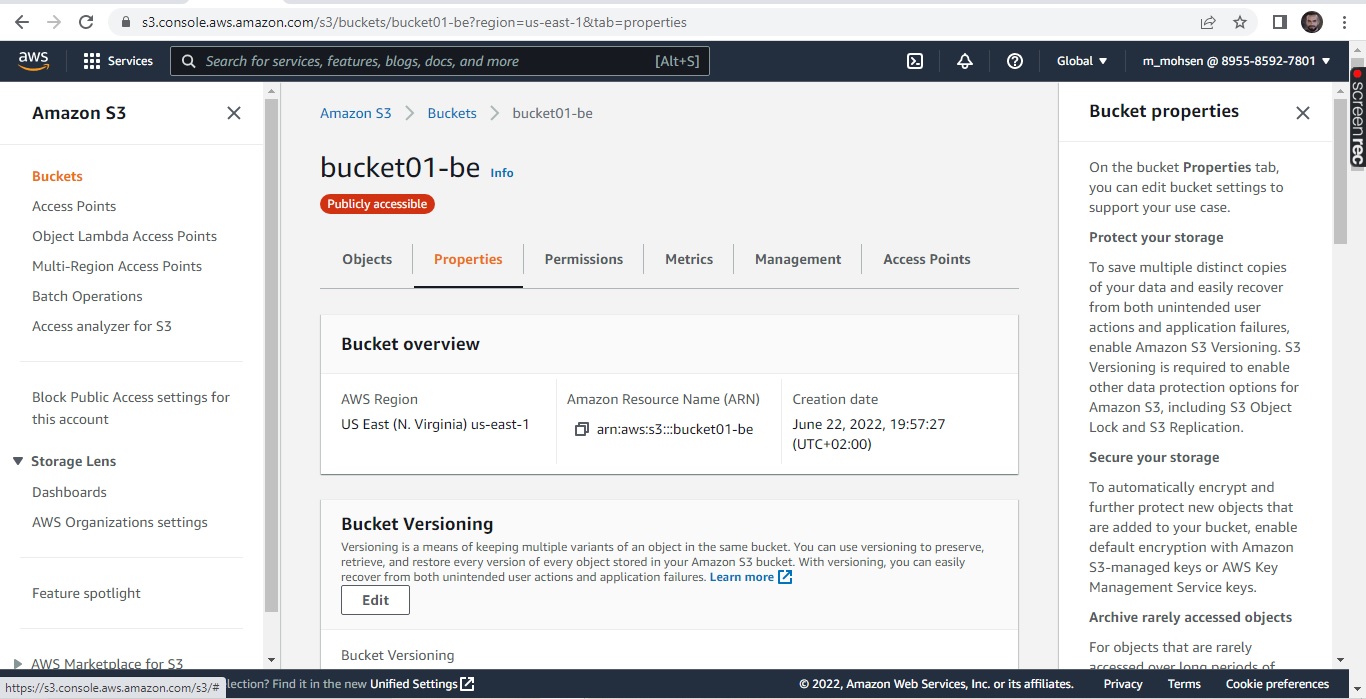 s3.console.aws.amazon.com/s3/buckets/bucket01-be?region=us-east-1&tab=properties
aws
Services
Search for services, features, blogs, docs, and more
[Alt+S]
Global ▼
m_mohsen @ 8955-8592-7801 ▼
Amazon S3
Buckets
Access Points
Object Lambda Access Points
Multi-Region Access Points
Batch Operations
Access analyzer for S3
Block Public Access settings for
this account
▼ Storage Lens
Dashboards
AWS Organizations settings
Feature spotlight
AWS Marketplace for S3
Amazon S3 > Buckets > bucket01-be
bucket01-be Info
Publicly accessible
Objects
Properties
Permissions
Metrics
Management
Access Points
Bucket overview
AWS Region
US East (N. Virginia) us-east-1
Amazon Resource Name (ARN)
arn:aws:s3:::bucket01-be
Creation date
June 22, 2022, 19:57:27
(UTC+02:00)
Bucket Versioning
Versioning is a means of keeping multiple variants of an object in the same bucket. You can use versioning to preserve,
retrieve, and restore every version of every object stored in your Amazon S3 bucket. With versioning, you can easily
recover from both unintended user actions and application failures. Learn more
Edit
Bucket Versioning
Bucket properties
On the bucket Properties tab,
you can edit bucket settings to
support your use case.
Protect your storage
To save multiple distinct copies
of your data and easily recover
from both unintended user
actions and application failures,
enable Amazon S3 Versioning. S3
Versioning is required to enable
other data protection options for
Amazon S3, including S3 Object
Lock and S3 Replication.
Secure your storage
To automatically encrypt and
further protect new objects that
are added to your bucket, enable
default encryption with Amazon
S3-managed keys or AWS Key
Management Service keys.
Archive rarely accessed objects
For objects that are rarely
accessed over long periods of
screenrec
https://s3.console.aws.amazon.com/s3/#
lection? Find it in the new Unified Settings
© 2022, Amazon Web Services, Inc. or its affiliates.
Privacy
Terms
Cookie preferences